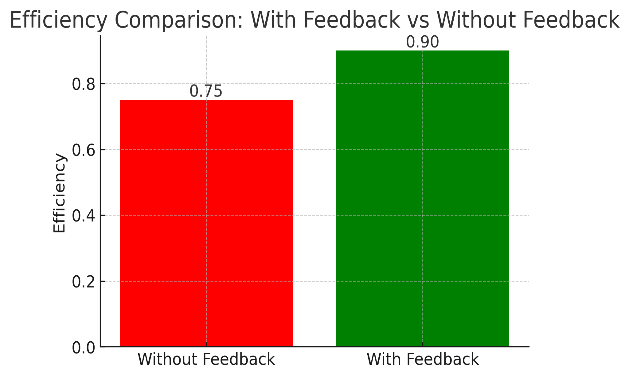 Efficiency Comparison: With Feedback vs Without Feedback
0.90
0.75
0.8
0.6
0.4
0.2
0.0
Efficiency
Without Feedback
With Feedback